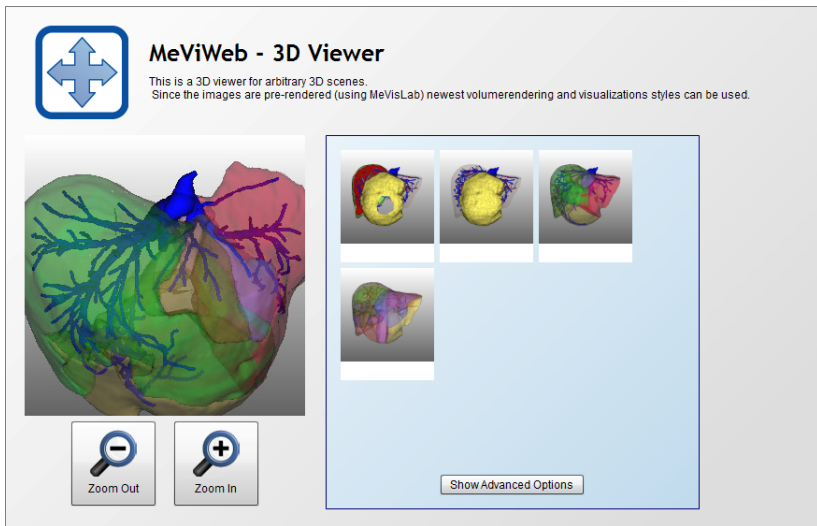 MeViWeb - 3D Viewer
This is a 3D viewer for arbitrary 3D scenes.
Since the images are pre-rendered (using MeVisLab) newest volumerendering and visualizations styles can be used.
Zoom Out
Zoom In
Show Advanced Options